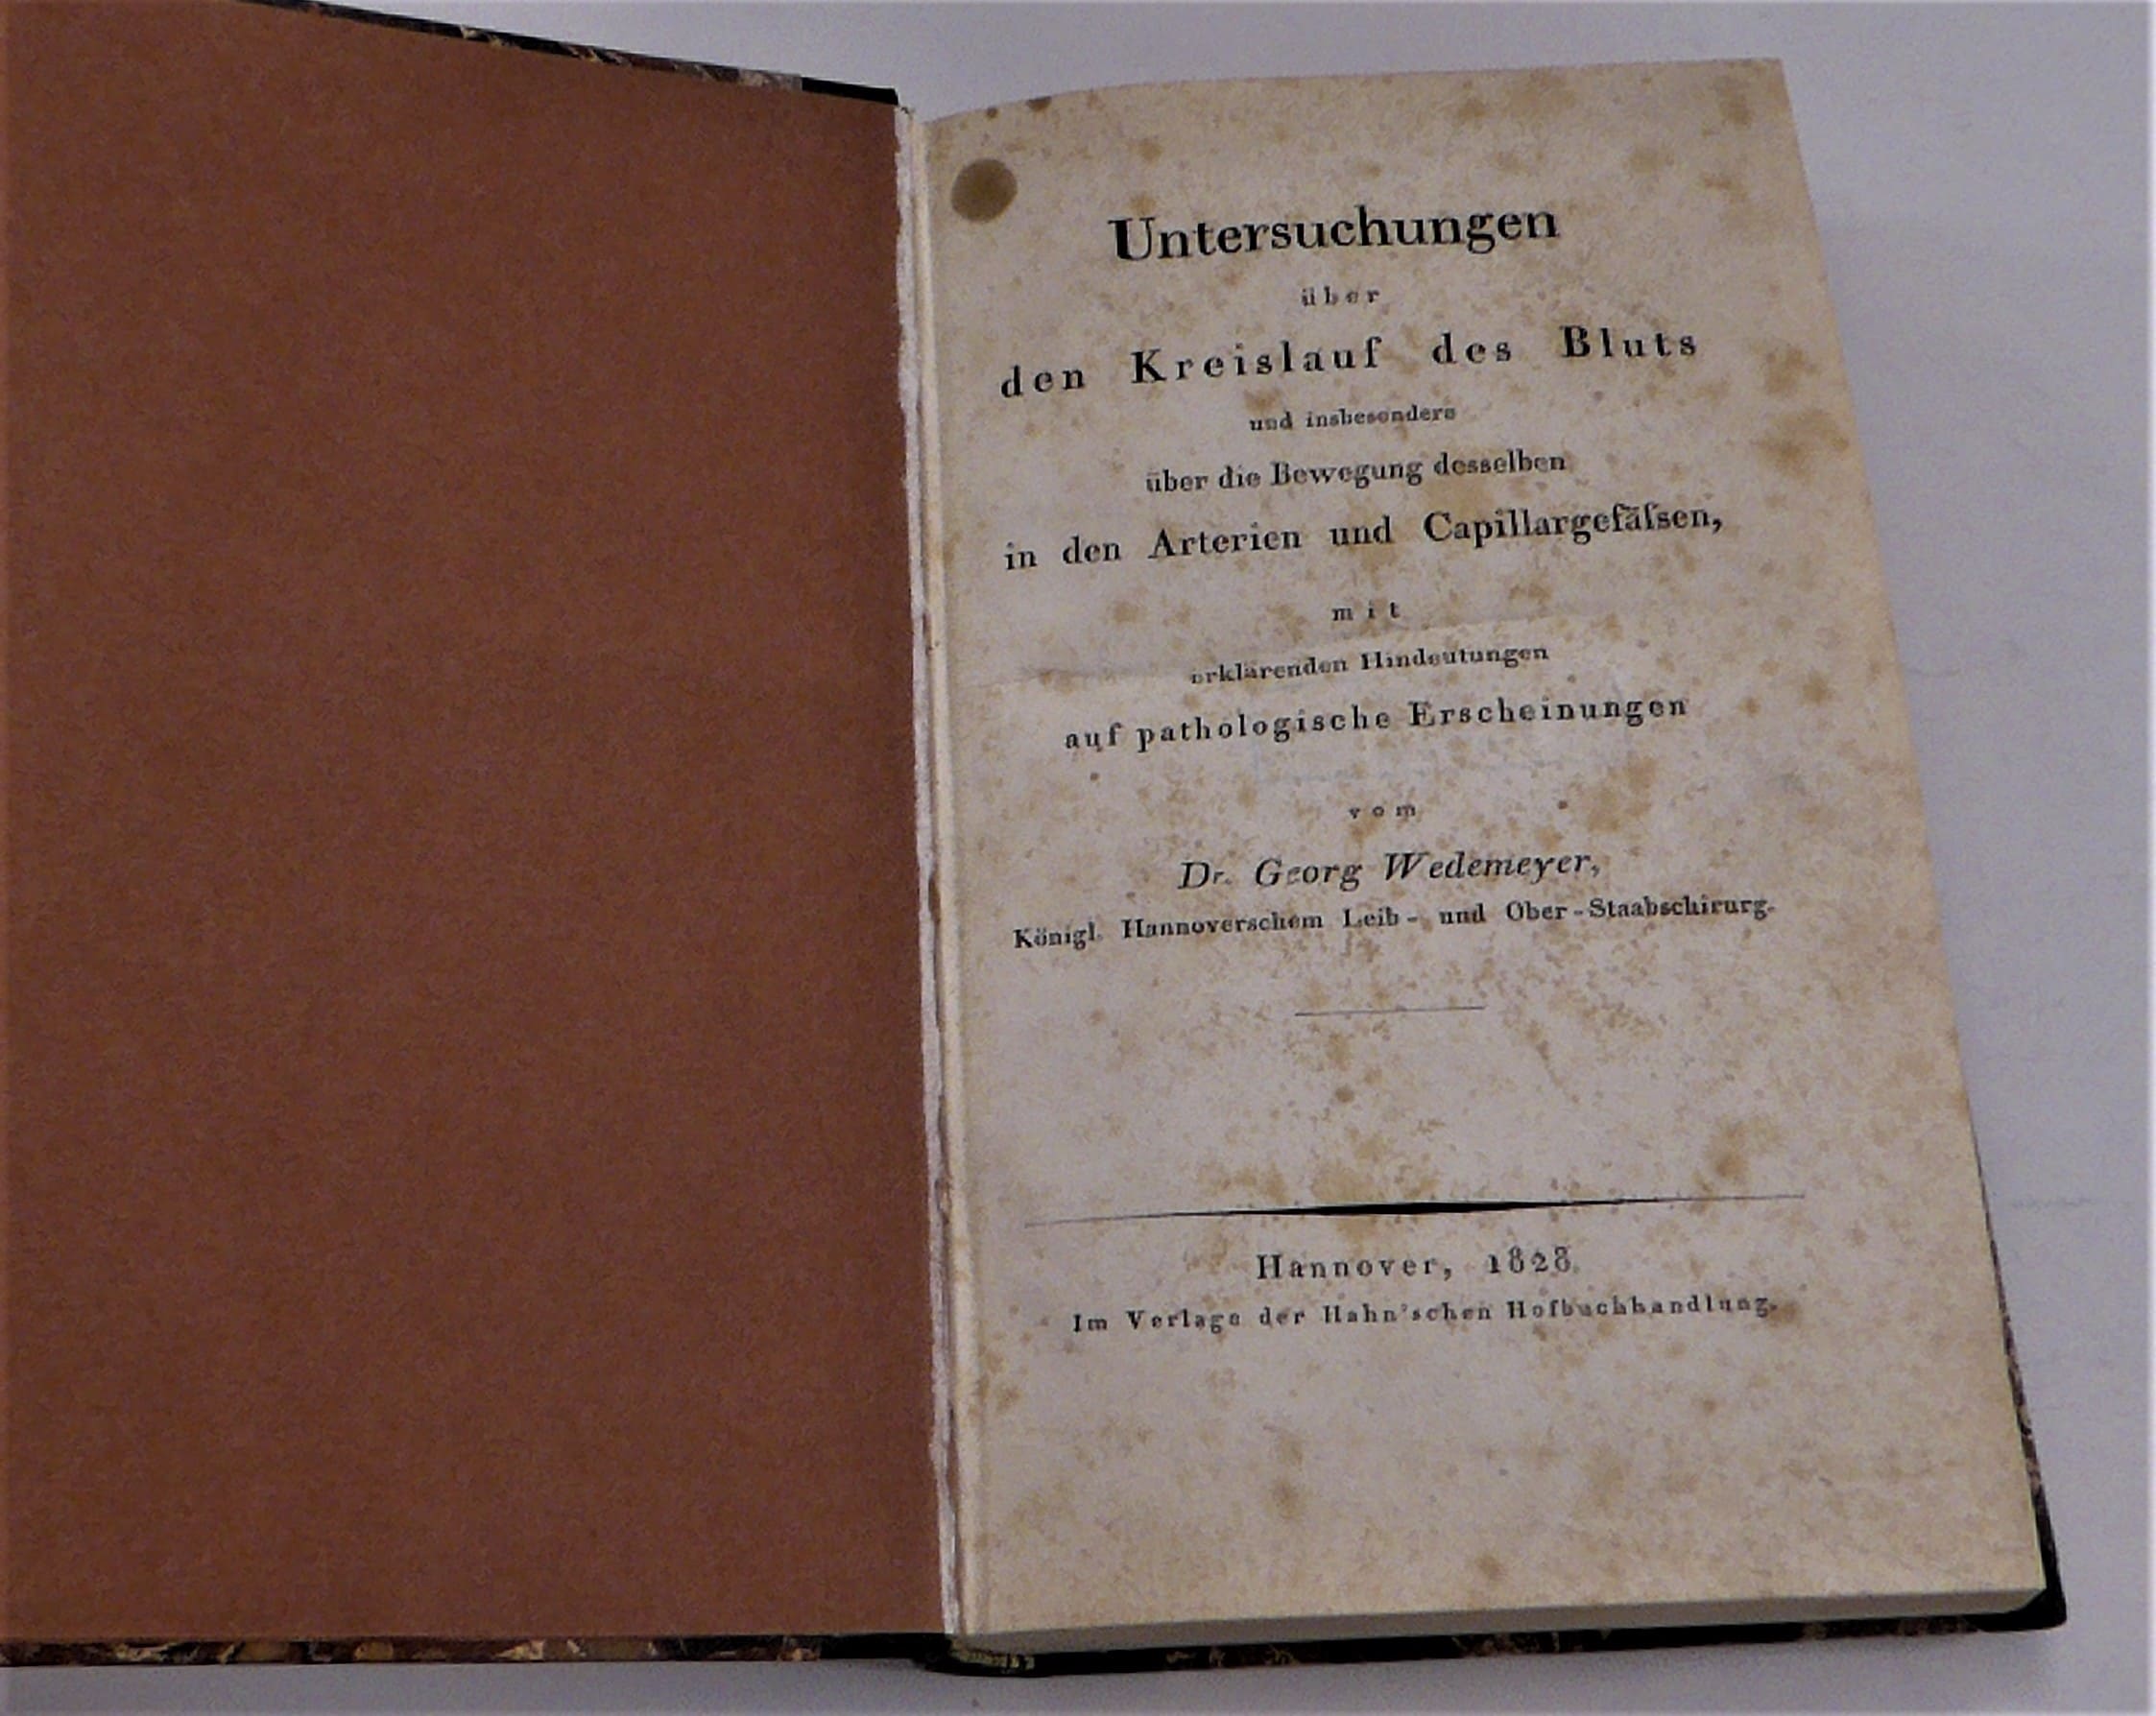 Untersuchungen
über
den Kreislauf des Bluts
und insbesondere
über die Bewegung desselben
in den Arterien und Capillargefäſsen,
mit
erklärenden Hindeutungen
auf pathologische Erscheinungen
vom
Dr. Georg Wedemeyer,
Königl. Hannoverschem Leib- und Ober-Staabschirurg.
Hannover, 1828.
Im Verlage der Hahn'schen Hofbuchhandlung.